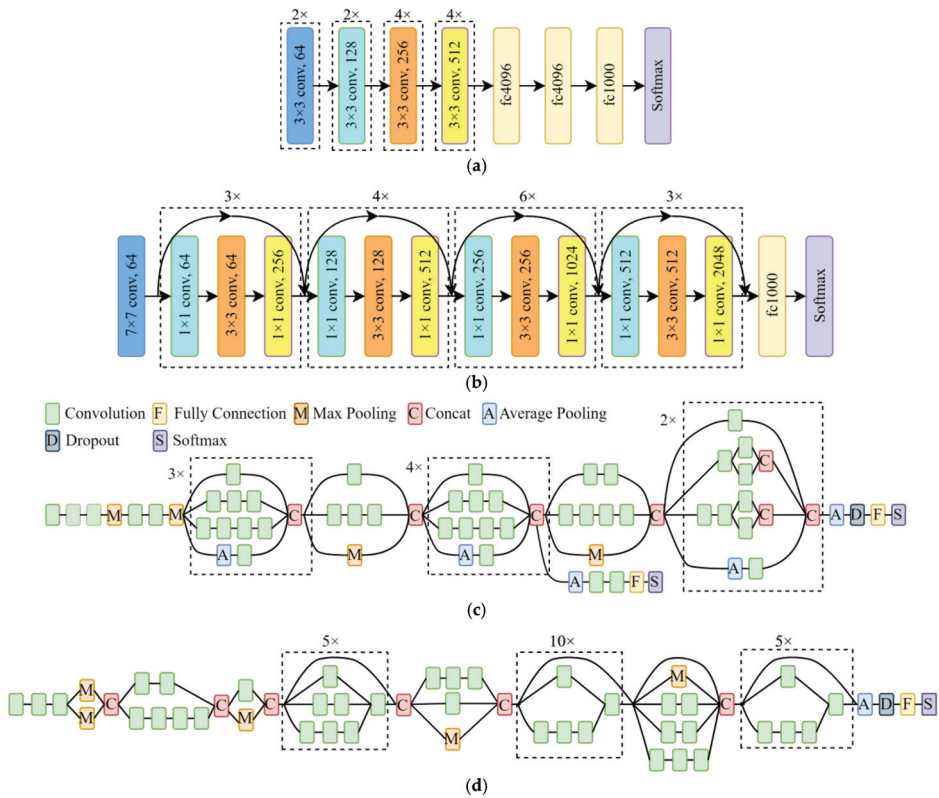 2× 2× 4× 4×
3×3 conv, 64
3×3 conv, 128
3×3 conv, 256
3×3 conv, 512
fc4096
fc4096
fc1000
Softmax
(a)
3× 4× 6× 3×
7×7 conv, 64
1×1 conv, 64
3×3 conv, 64
1×1 conv, 256
1×1 conv, 128
3×3 conv, 128
1×1 conv, 512
1×1 conv, 256
3×3 conv, 256
1×1 conv, 1024
1×1 conv, 512
3×3 conv, 512
1×1 conv, 2048
fc1000
Softmax
(b)
Convolution F Fully Connection M Max Pooling C Concat A Average Pooling
D Dropout S Softmax
3× 4× 2×
C
M M C C C C C C C A D F S
A M A M A
A F S
(c)
5× 10× 5×
M M
M C C C C C C A D F S
M M
M
(d)